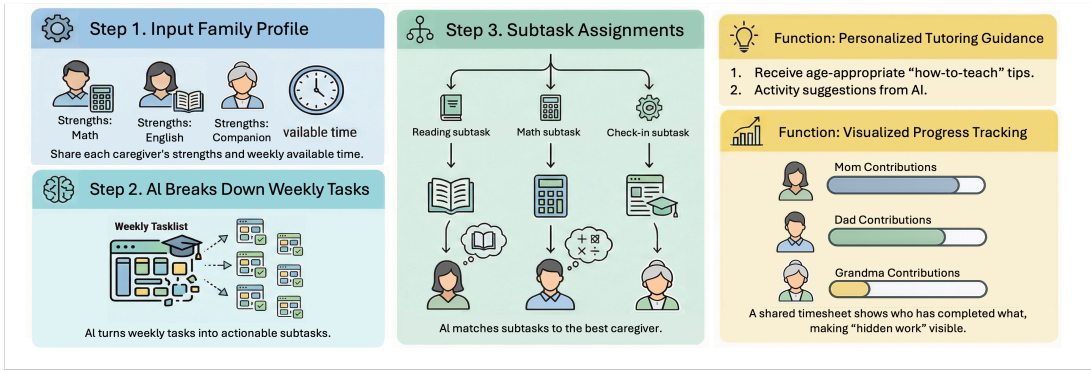 Step 1. Input Family Profile
Strengths:
Math
Strengths:
English
Strengths:
Companion
vailable time
Share each caregiver's strengths and weekly available time.
Step 2. AI Breaks Down Weekly Tasks
Weekly Tasklist
AI turns weekly tasks into actionable subtasks.
Step 3. Subtask Assignments
Reading subtask
Math subtask
Check-in subtask
AI matches subtasks to the best caregiver.
Function: Personalized Tutoring Guidance
1. Receive age-appropriate “how-to-teach” tips.
2. Activity suggestions from AI.
Function: Visualized Progress Tracking
Mom Contributions
Dad Contributions
Grandma Contributions
A shared timesheet shows who has completed what,
making “hidden work” visible.